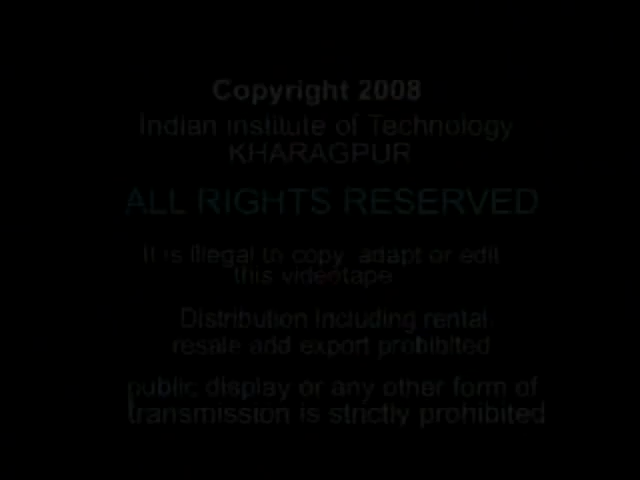 Copyright 2008
Indian institute of Technology
KHARAGPUR
ALL RIGHTS RESERVED
It is illegal to copy adapt or edit
this videotape
Distribution including rental
resale add export prohibited
public display or any other form of
transmission is strictly prohibited